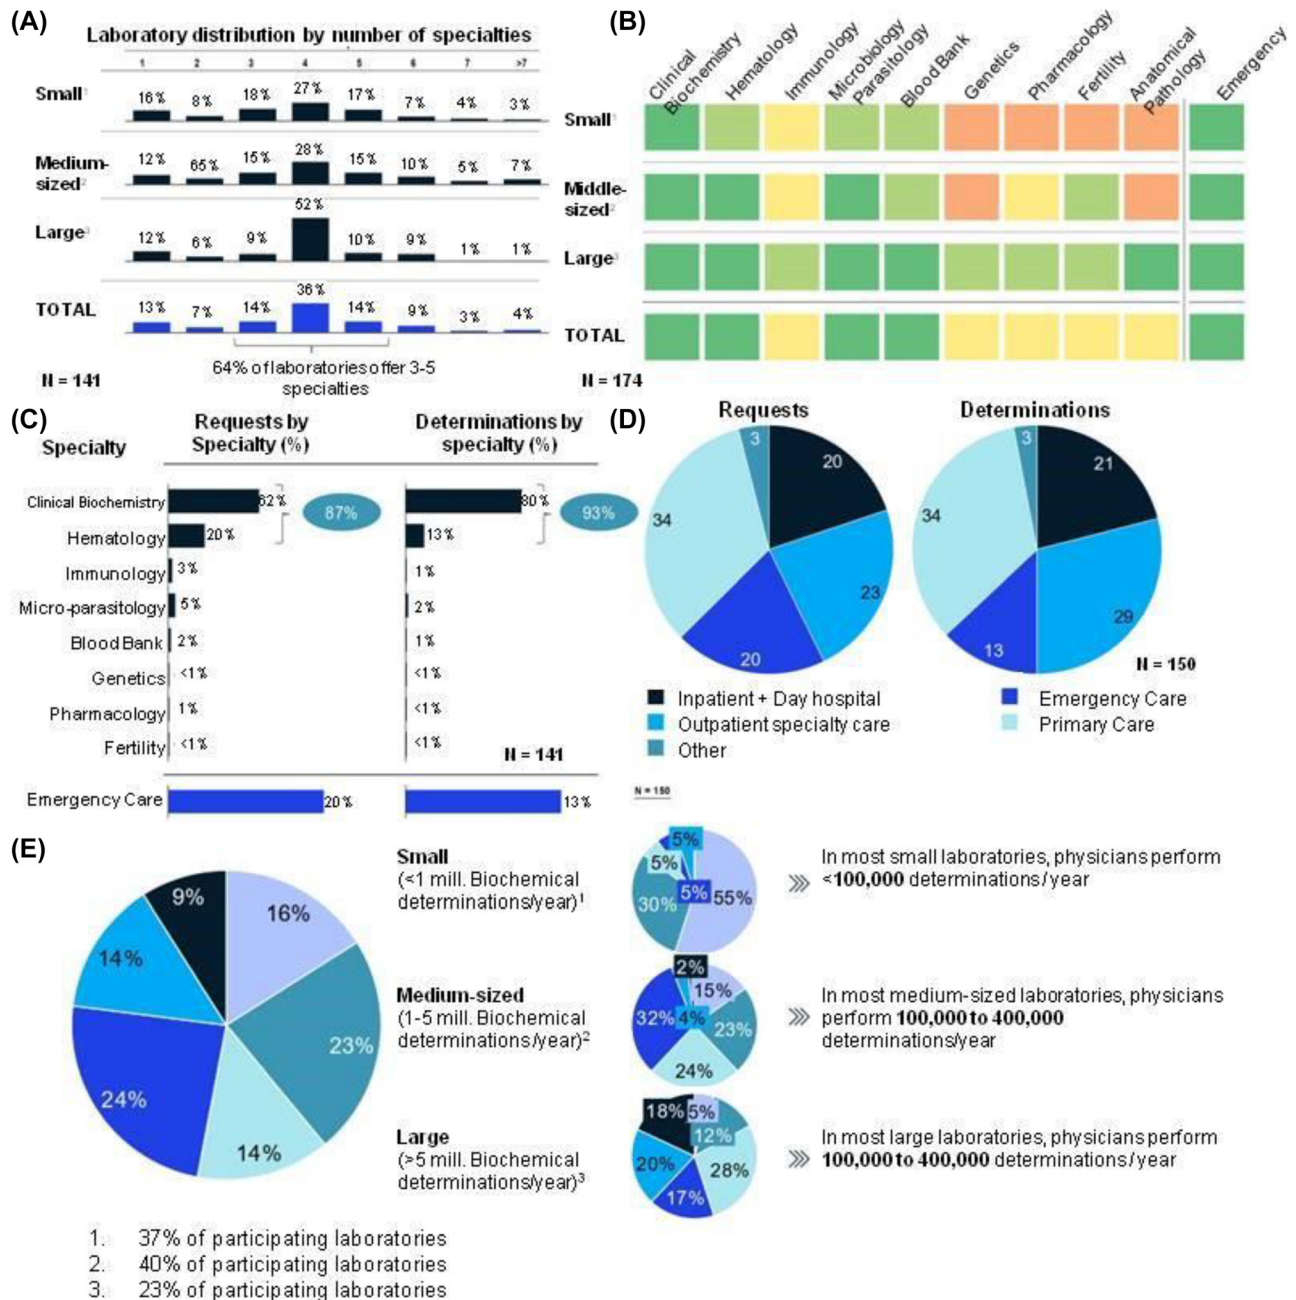 (A)
Laboratory distribution by number of specialties
1 2 3 4 5 6 7 >7
Small¹
16% 8% 18% 27% 17% 7% 4% 3%
Medium-
sized²
12% 65% 15% 28% 15% 10% 5% 7%
Large³
12% 6% 9% 52% 10% 9% 1% 1%
TOTAL
13% 7% 14% 36% 14% 9% 3% 4%
64% of laboratories offer 3-5
specialties
N = 141
(B)
Clinical
Biochemistry
Hematology
Immunology
Microbiology
Parasitology
Blood Bank
Genetics
Pharmacology
Fertility
Anatomical
Pathology
Emergency
Small¹
Middle-
sized²
Large³
TOTAL
N = 174
(C)
Specialty
Requests by
Specialty (%)
Determinations by
specialty (%)
Clinical Biochemistry 62% 80%
87% 93%
Hematology 20% 13%
Immunology 3% 1%
Micro-parasitology 5% 2%
Blood Bank 2% 1%
Genetics <1% <1%
Pharmacology 1% <1%
Fertility <1% <1%
N = 141
Emergency Care 20% 13%
(D)
Requests
3 20 34 23 20
Determinations
3 21 34 29 13
N = 150
Inpatient + Day hospital
Outpatient specialty care
Other
Emergency Care
Primary Care
N = 150
(E)
9% 16% 14% 23% 24% 14%
Small
(<1 mill. Biochemical
determinations/year)¹
5% 5% 5% 30% 55%
In most small laboratories, physicians perform
<100,000 determinations/year
Medium-sized
(1-5 mill. Biochemical
determinations/year)²
2% 15% 32% 4% 23% 24%
In most medium-sized laboratories, physicians
perform 100,000 to 400,000
determinations/year
Large
(>5 mill. Biochemical
determinations/year)³
18% 5% 12% 20% 28% 17%
In most large laboratories, physicians perform
100,000 to 400,000 determinations/year
1. 37% of participating laboratories
2. 40% of participating laboratories
3. 23% of participating laboratories